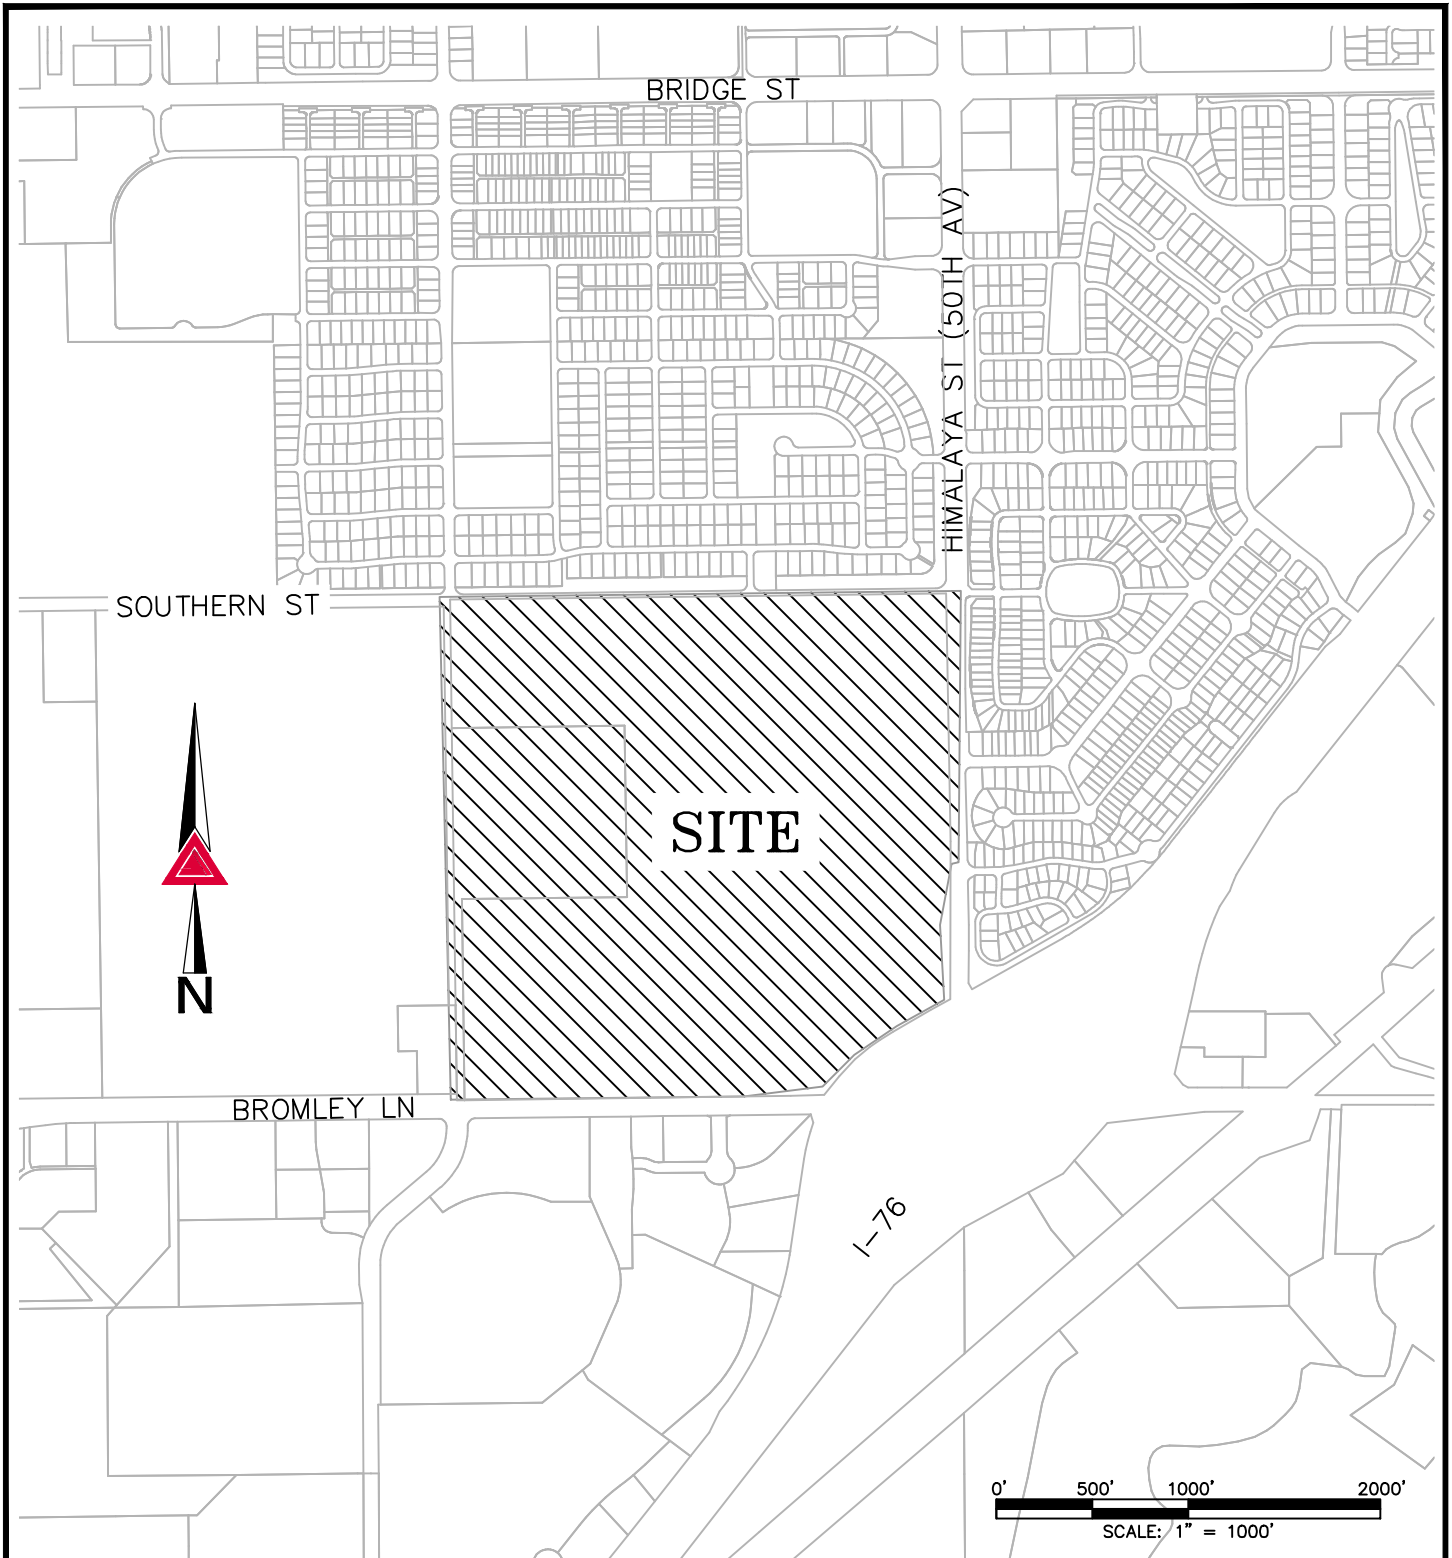 BRIDGE ST
HIMALAYA ST (50TH AV)
SOUTHERN ST
SITE
N
BROMLEY LN
I-76
0' 500' 1000' 2000'
SCALE: 1" = 1000'